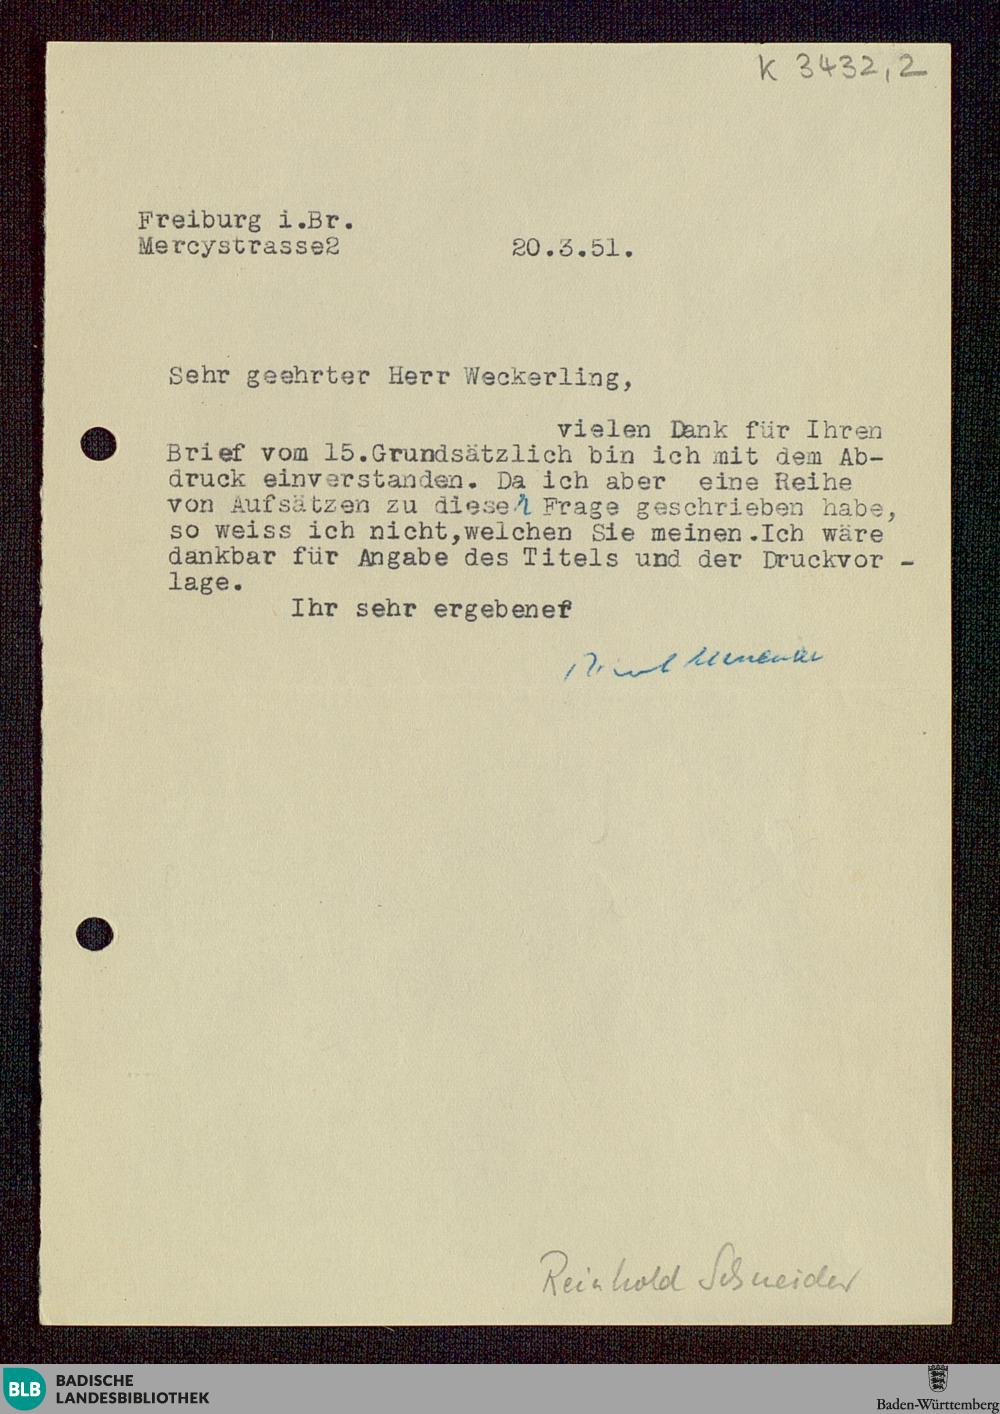 K 3432,2
Freiburg i.Br.
Mercystrasse2 20.3.51.
Sehr geehrter Herr Weckerling,
vielen Dank für Ihren
Brief vom 15.Grundsätzlich bin ich mit dem Ab-
druck einverstanden. Da ich aber eine Reihe
von Aufsätzen zu dieser Frage geschrieben habe,
so weiss ich nicht,welchen Sie meinen.Ich wäre
dankbar für Angabe des Titels und der Druckvor -
lage.
Ihr sehr ergebener
Reinhold Schneider
BLB BADISCHE
LANDESBIBLIOTHEK
Baden-Württemberg